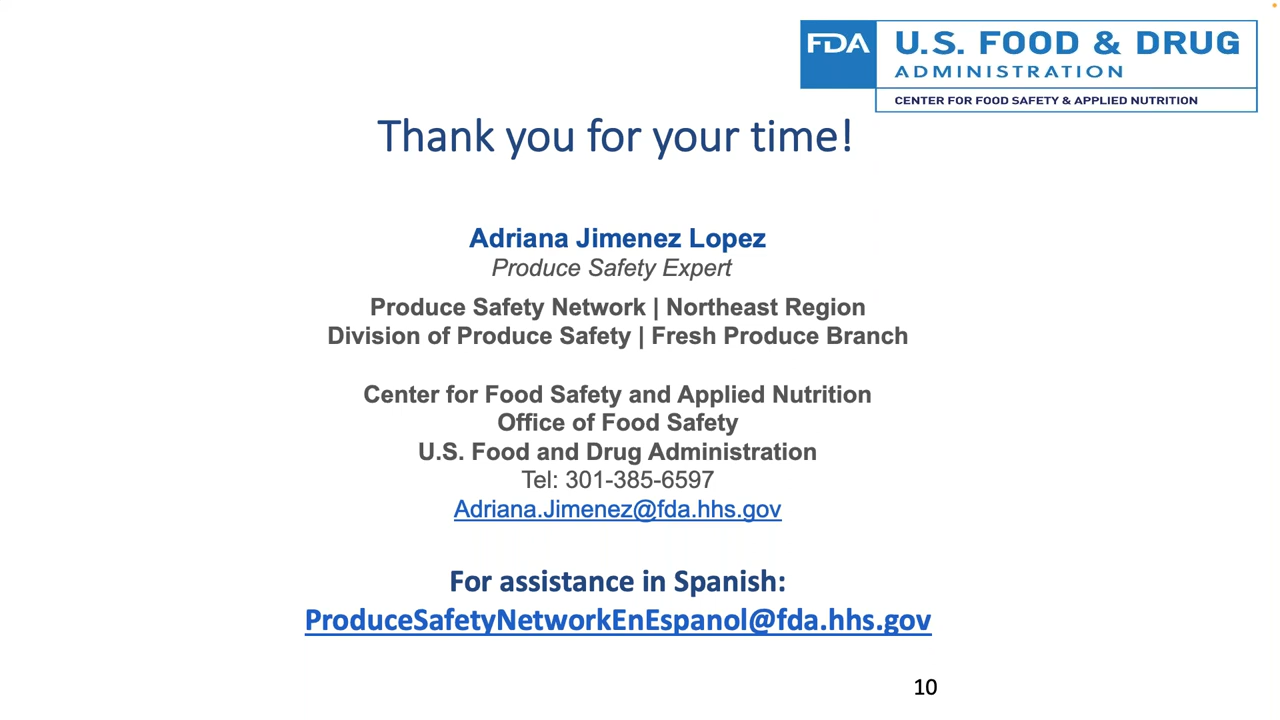 FDA U.S. FOOD & DRUG
ADMINISTRATION
CENTER FOR FOOD SAFETY & APPLIED NUTRITION
Thank you for your time!
Adriana Jimenez Lopez
Produce Safety Expert
Produce Safety Network | Northeast Region
Division of Produce Safety | Fresh Produce Branch
Center for Food Safety and Applied Nutrition
Office of Food Safety
U.S. Food and Drug Administration
Tel: 301-385-6597
Adriana.Jimenez@fda.hhs.gov
For assistance in Spanish:
ProduceSafetyNetworkEnEspanol@fda.hhs.gov
10